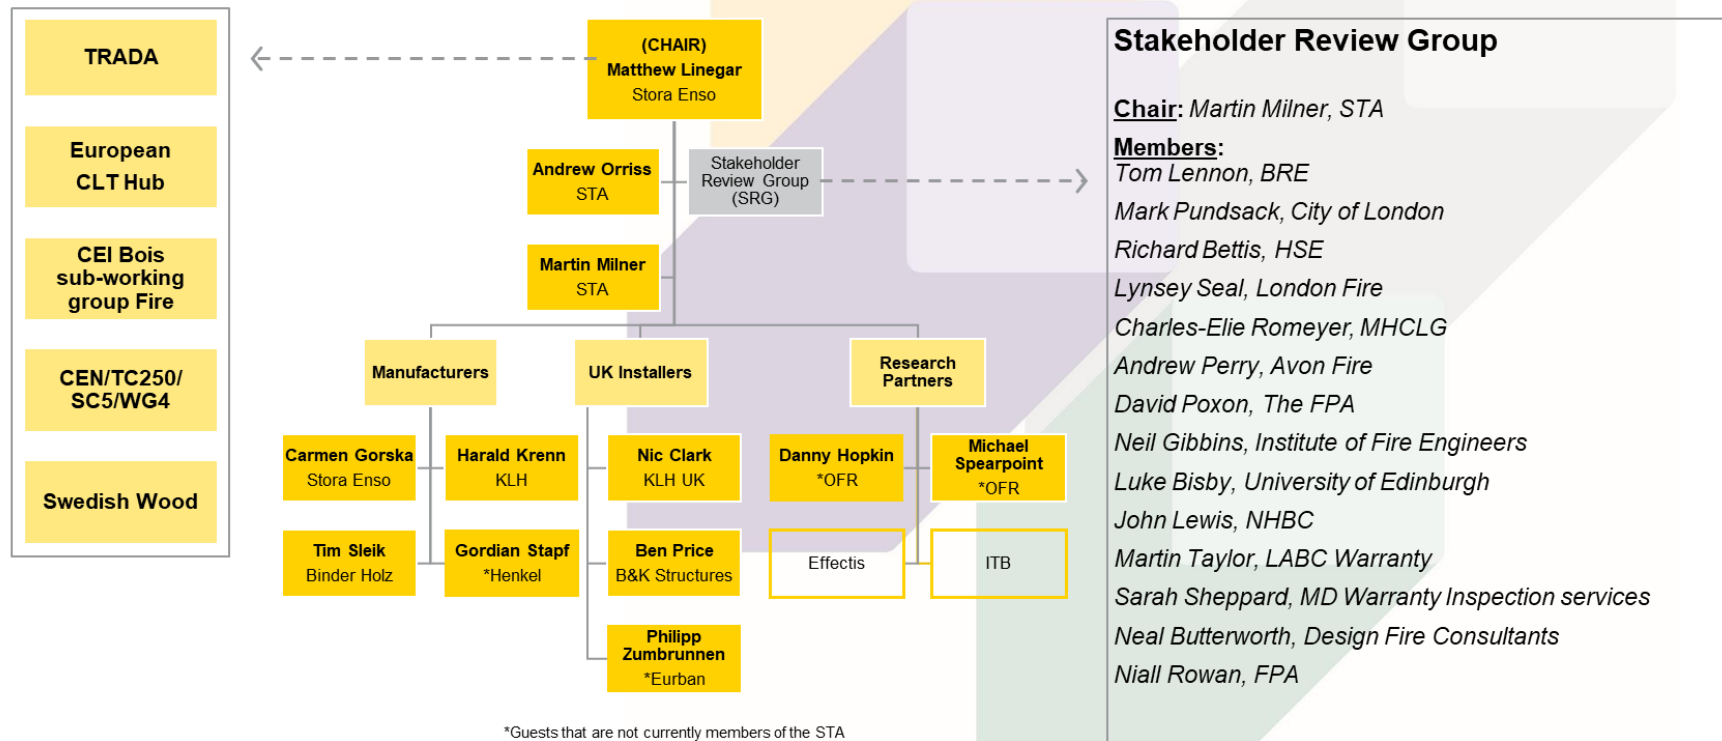 TRADA
European
CLT Hub
CEI Bois
sub-working
group Fire
CEN/TC250/
SC5/WG4
Swedish Wood
(CHAIR)
Matthew Linegar
Stora Enso
Andrew Orriss
STA
Stakeholder
Review Group
(SRG)
Martin Milner
STA
Manufacturers
UK Installers
Research
Partners
Carmen Gorska
Stora Enso
Harald Krenn
KLH
Nic Clark
KLH UK
Danny Hopkin
*OFR
Michael
Spearpoint
*OFR
Tim Sleik
Binder Holz
Gordian Stapf
*Henkel
Ben Price
B&K Structures
Effectis
ITB
Philipp
Zumbrunnen
*Eurban
*Guests that are not currently members of the STA
Stakeholder Review Group
Chair: Martin Milner, STA
Members:
Tom Lennon, BRE
Mark Pundsack, City of London
Richard Bettis, HSE
Lynsey Seal, London Fire
Charles-Elie Romeyer, MHCLG
Andrew Perry, Avon Fire
David Poxon, The FPA
Neil Gibbins, Institute of Fire Engineers
Luke Bisby, University of Edinburgh
John Lewis, NHBC
Martin Taylor, LABC Warranty
Sarah Sheppard, MD Warranty Inspection services
Neal Butterworth, Design Fire Consultants
Niall Rowan, FPA